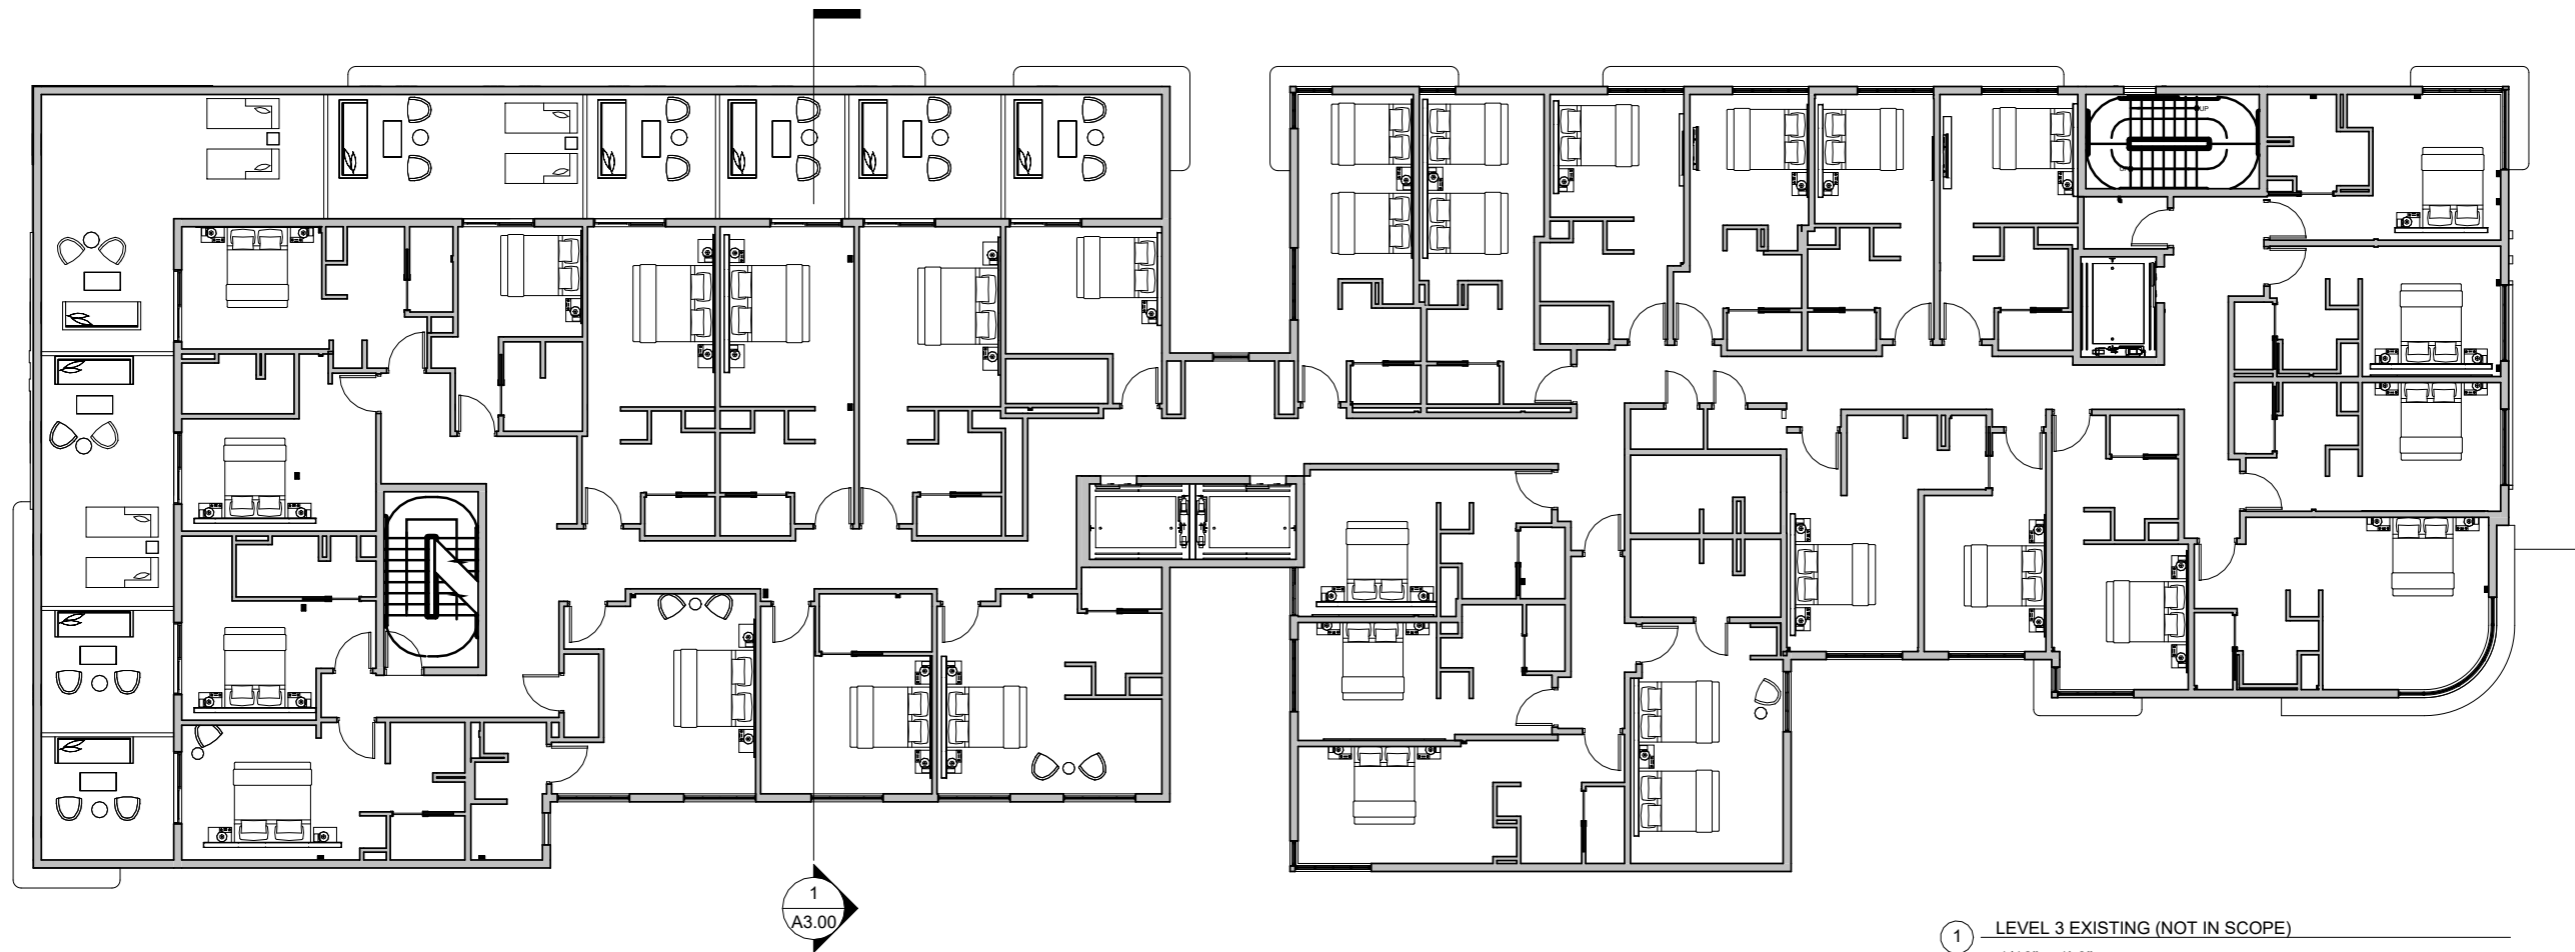 UP
1
A3.00
1
LEVEL 3 EXISTING (NOT IN SCOPE)